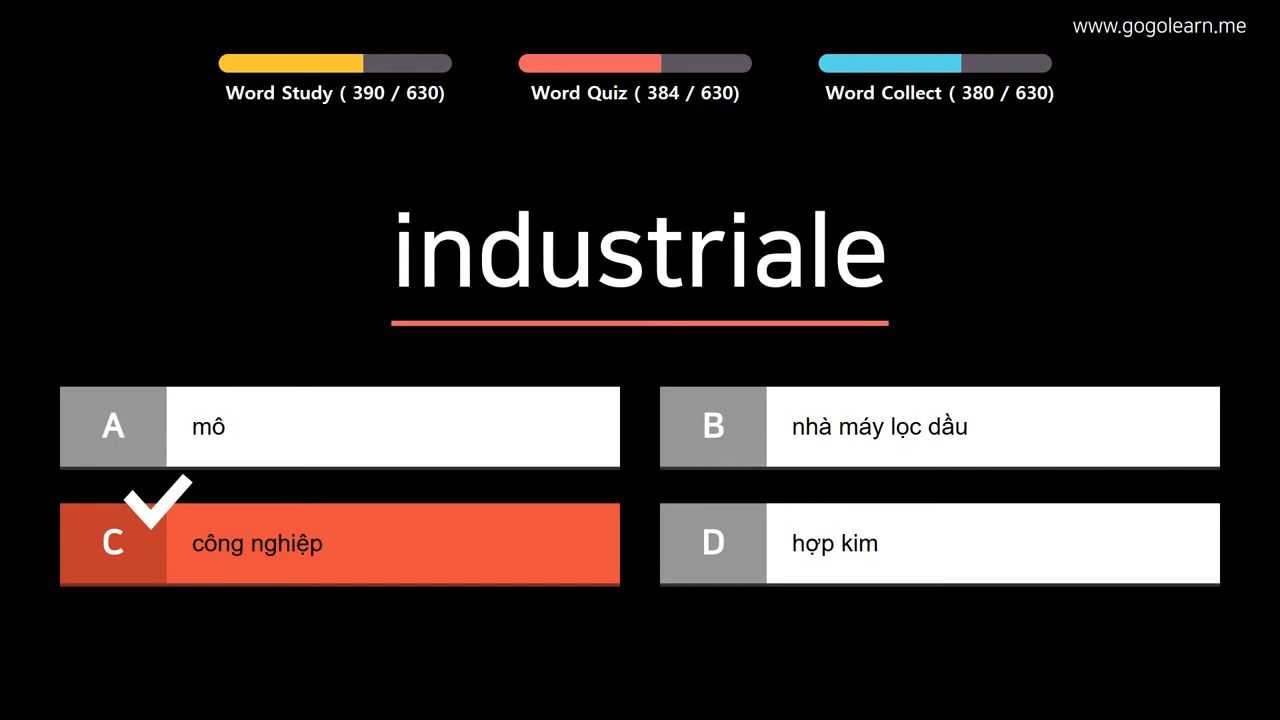 www.gogolearn.me
Word Study ( 390 / 630)
Word Quiz ( 384 / 630)
Word Collect ( 380 / 630)
industriale
A mô
B nhà máy lọc dầu
C công nghiệp
D hợp kim